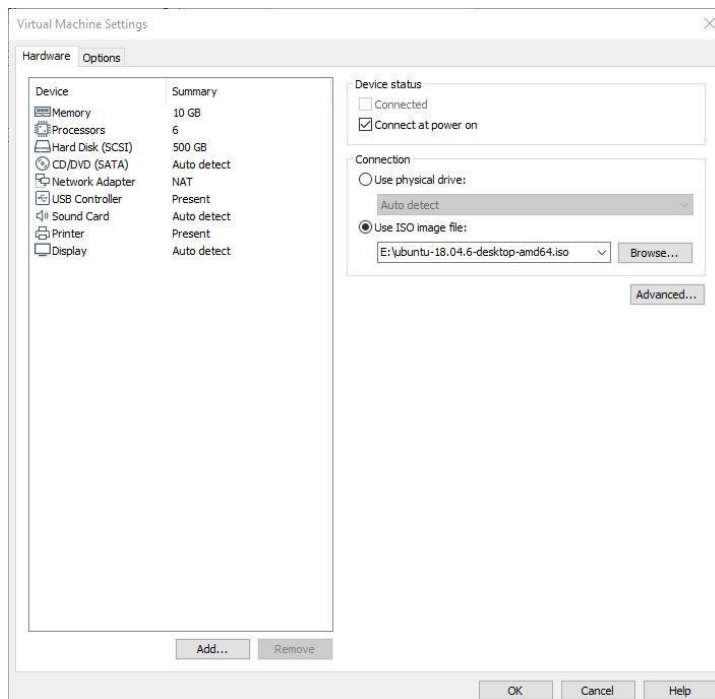 Virtual Machine Settings
Hardware Options
Device Summary
Memory 10 GB
Processors 6
Hard Disk (SCSI) 500 GB
CD/DVD (SATA) Auto detect
Network Adapter NAT
USB Controller Present
Sound Card Auto detect
Printer Present
Display Auto detect
Add... Remove
Device status
Connected
Connect at power on
Connection
Use physical drive:
Auto detect
Use ISO image file:
E:\ubuntu-18.04.6-desktop-amd64.iso Browse...
Advanced...
OK Cancel Help